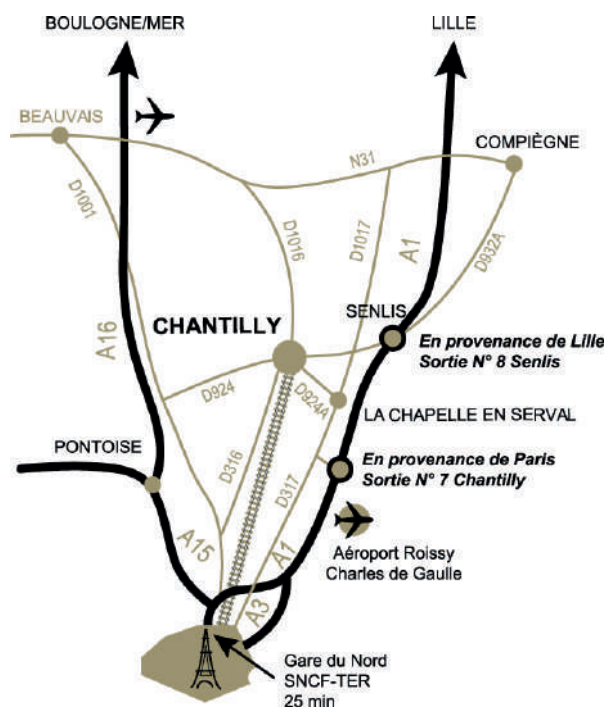 BOULOGNE/MER
LILLE
BEAUVAIS
COMPIÈGNE
N31
D1001
D1016
D1017
A1
D932A
A16
CHANTILLY
SENLIS
En provenance de Lille
Sortie N° 8 Senlis
D924
D924A
LA CHAPELLE EN SERVAL
PONTOISE
D316
D317
En provenance de Paris
Sortie N° 7 Chantilly
A15
A1
Aéroport Roissy
Charles de Gaulle
A3
Gare du Nord
SNCF-TER
25 min